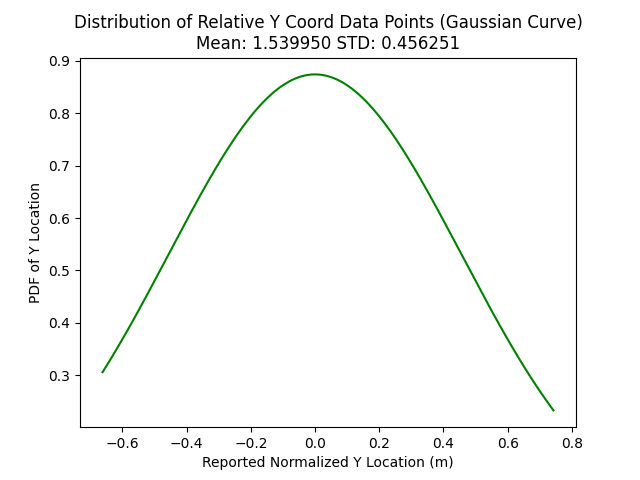 Distribution of Relative Y Coord Data Points (Gaussian Curve)
Mean: 1.539950 STD: 0.456251
0.9
0.8
0.7
0.6
0.5
0.4
0.3
PDF of Y Location
−0.6 −0.4 −0.2 0.0 0.2 0.4 0.6 0.8
Reported Normalized Y Location (m)